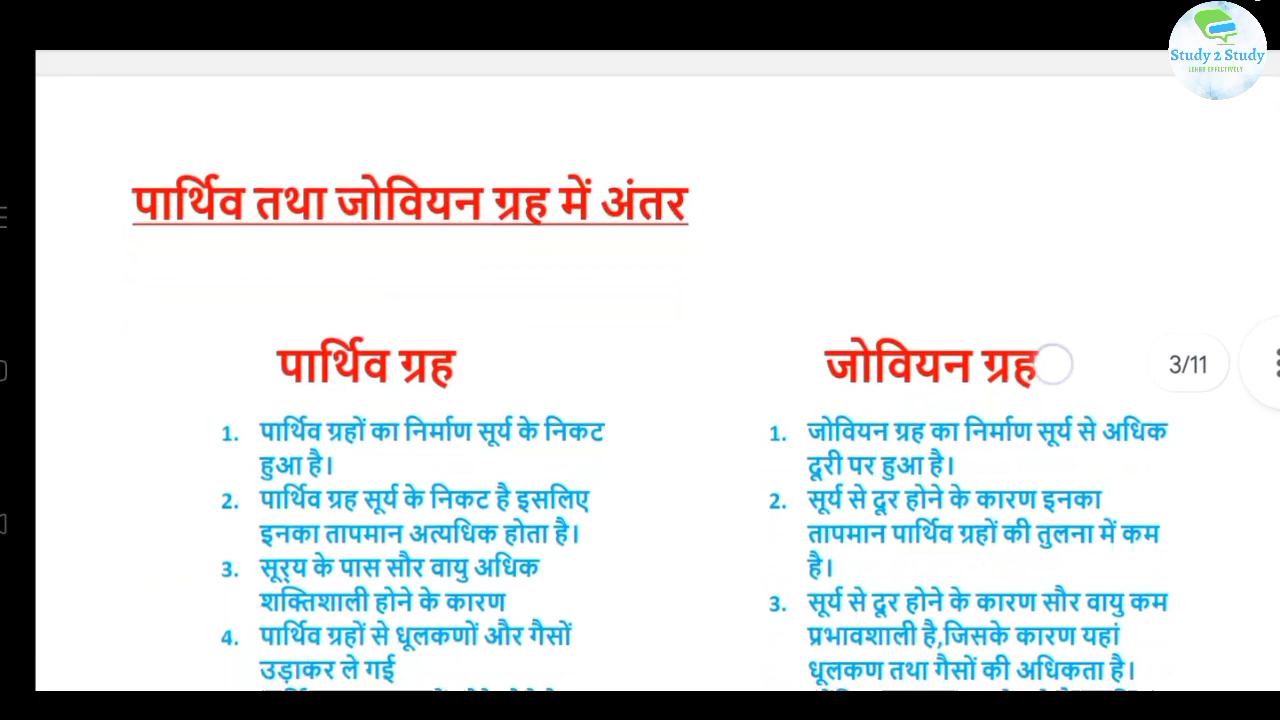 Study 2 Study
LEARN EFFECTIVELY
पार्थिव तथा जोवियन ग्रह में अंतर
पार्थिव ग्रह
1. पार्थिव ग्रहों का निर्माण सूर्य के निकट
हुआ है।
2. पार्थिव ग्रह सूर्य के निकट है इसलिए
इनका तापमान अत्यधिक होता है।
3. सूर्य के पास सौर वायु अधिक
शक्तिशाली होने के कारण
4. पार्थिव ग्रहों से धूलकणों और गैसों
उड़ाकर ले गई
जोवियन ग्रह
1. जोवियन ग्रह का निर्माण सूर्य से अधिक
दूरी पर हुआ है।
2. सूर्य से दूर होने के कारण इनका
तापमान पार्थिव ग्रहों की तुलना में कम
है।
3. सूर्य से दूर होने के कारण सौर वायु कम
प्रभावशाली है,जिसके कारण यहां
धूलकण तथा गैसों की अधिकता है।
3/11